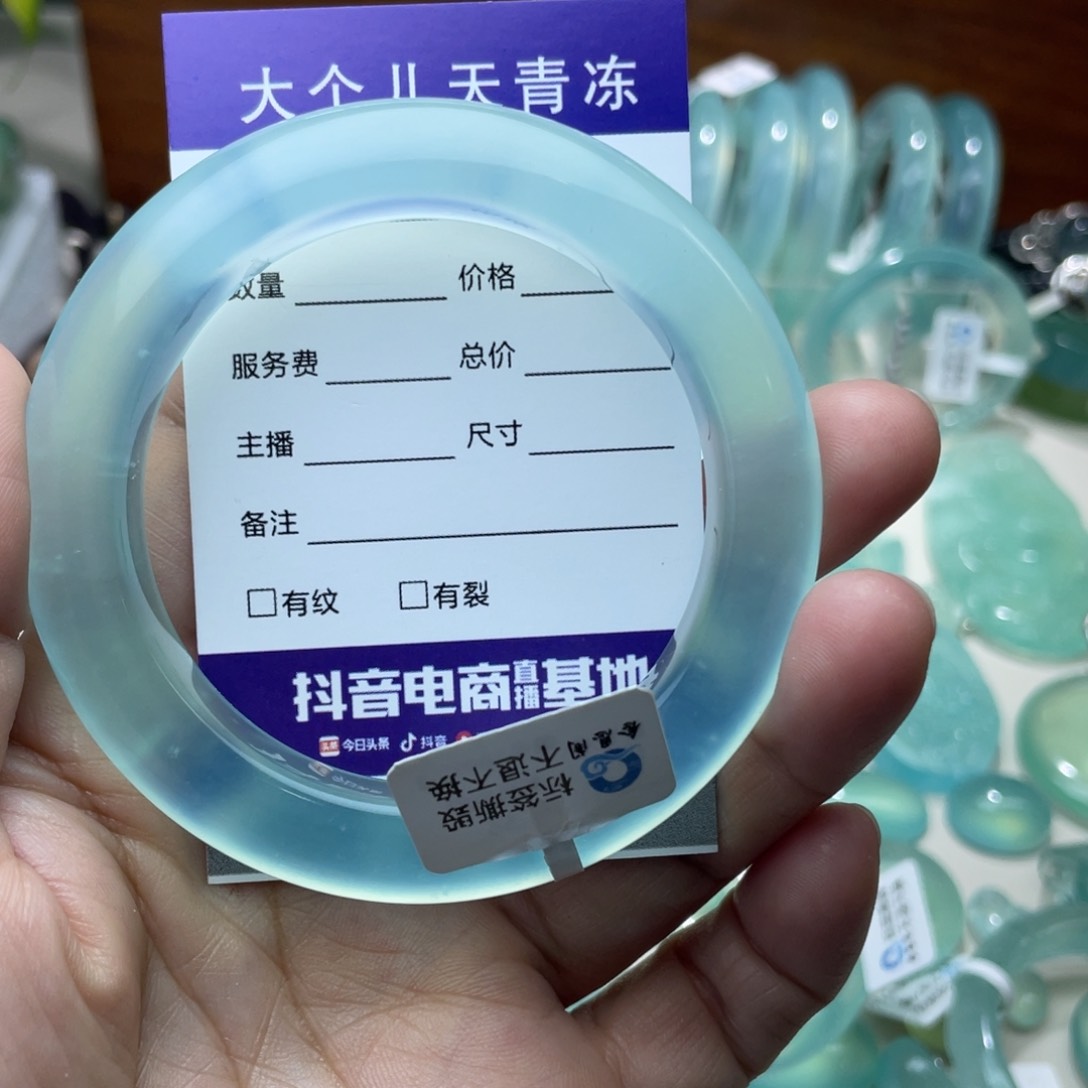 大个儿天青冻
数量 价格
服务费 总价
主播 尺寸
备注
□有纹 □有裂
抖音电商直播基地
头条 今日头条 抖音
标签撕毁
不退不换